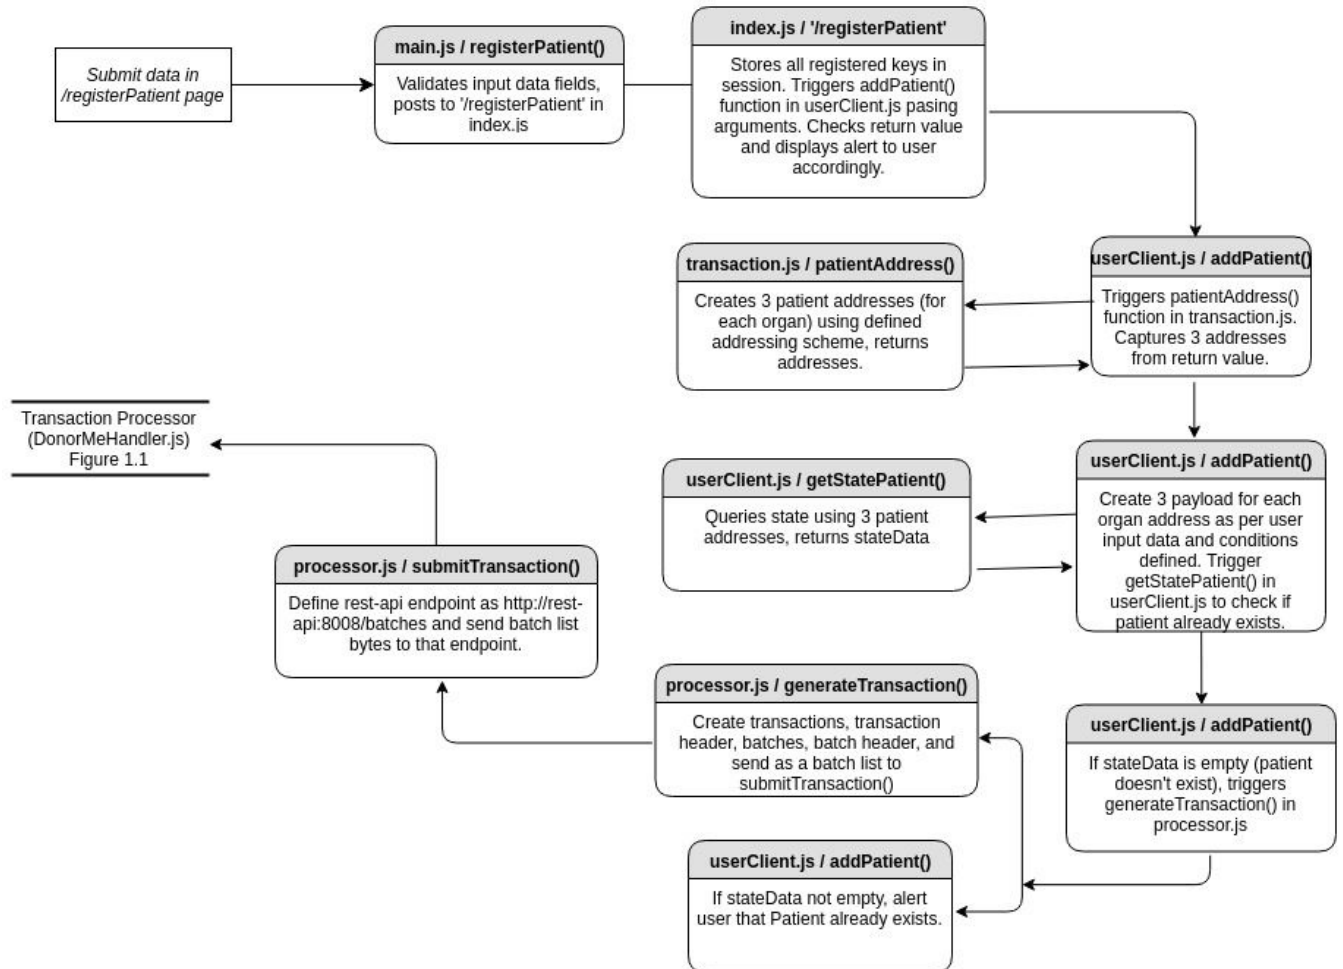 Submit data in
/registerPatient page
main.js / registerPatient()
Validates input data fields,
posts to '/registerPatient' in
index.js
index.js / '/registerPatient'
Stores all registered keys in
session. Triggers addPatient()
function in userClient.js pasing
arguments. Checks return value
and displays alert to user
accordingly.
userClient.js / addPatient()
Triggers patientAddress()
function in transaction.js.
Captures 3 addresses
from return value.
transaction.js / patientAddress()
Creates 3 patient addresses (for
each organ) using defined
addressing scheme, returns
addresses.
userClient.js / addPatient()
Create 3 payload for each
organ address as per user
input data and conditions
defined. Trigger
getStatePatient() in
userClient.js to check if
patient already exists.
userClient.js / getStatePatient()
Queries state using 3 patient
addresses, returns stateData
userClient.js / addPatient()
If stateData is empty (patient
doesn't exist), triggers
generateTransaction() in
processor.js
processor.js / generateTransaction()
Create transactions, transaction
header, batches, batch header, and
send as a batch list to
submitTransaction()
userClient.js / addPatient()
If stateData not empty, alert
user that Patient already exists.
processor.js / submitTransaction()
Define rest-api endpoint as http://rest-
api:8008/batches and send batch list
bytes to that endpoint.
Transaction Processor
(DonorMeHandler.js)
Figure 1.1